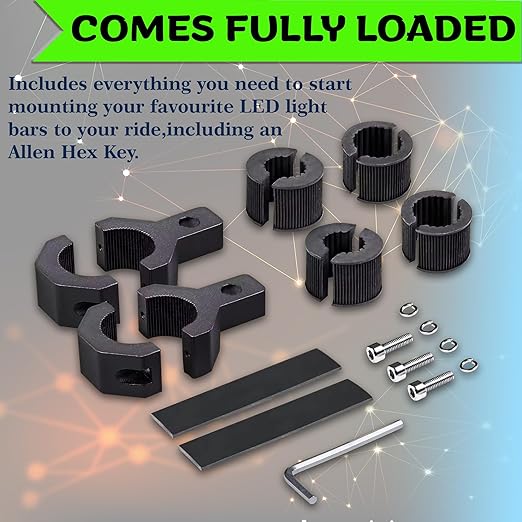 COMES FULLY LOADED
Includes everything you need to start
mounting your favourite LED light
bars to your ride,including an
Allen Hex Key.